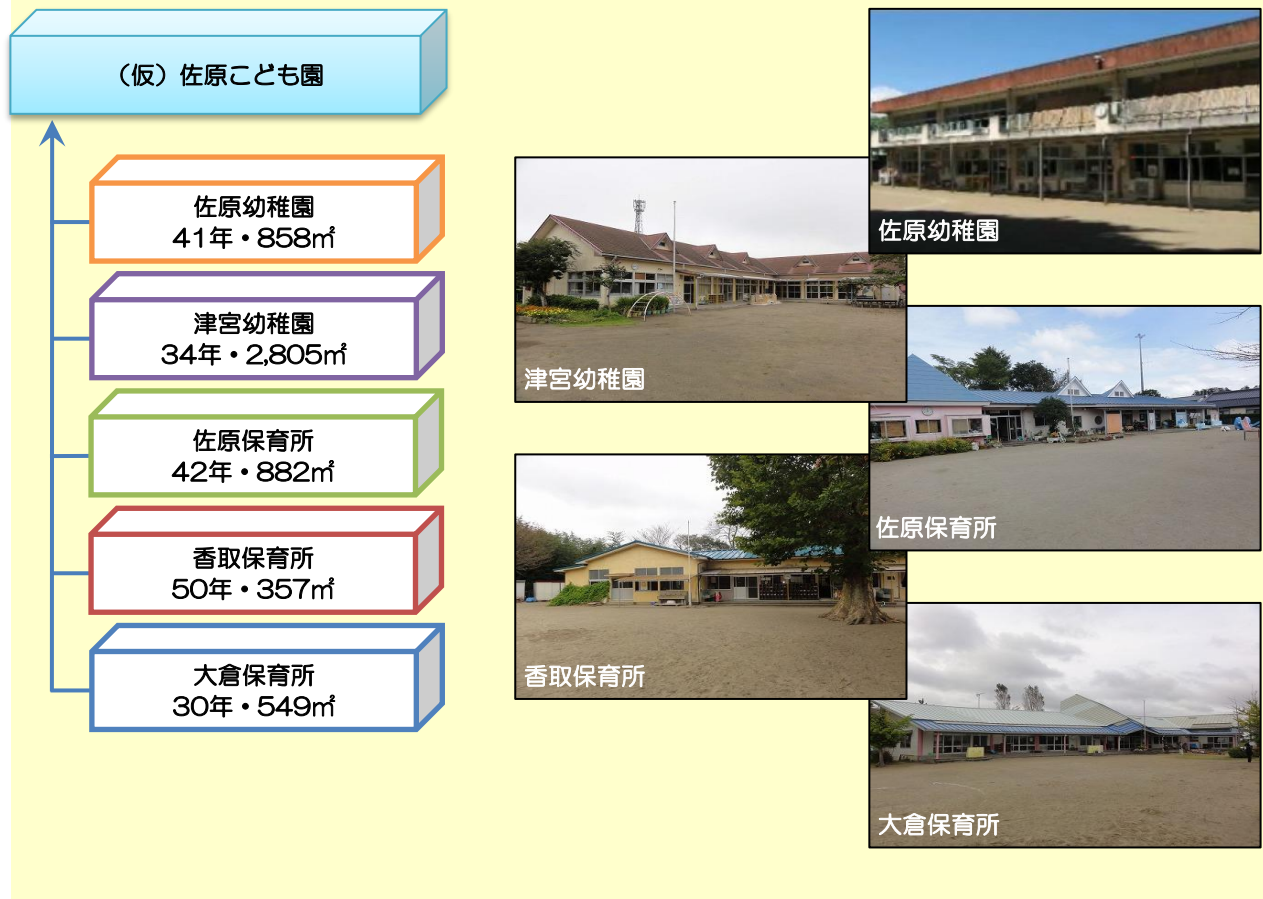 （仮）佐原こども園
佐原幼稚園
41年・858㎡
津宮幼稚園
34年・2,805㎡
佐原保育所
42年・882㎡
香取保育所
50年・357㎡
大倉保育所
30年・549㎡
佐原幼稚園
津宮幼稚園
佐原保育所
香取保育所
大倉保育所